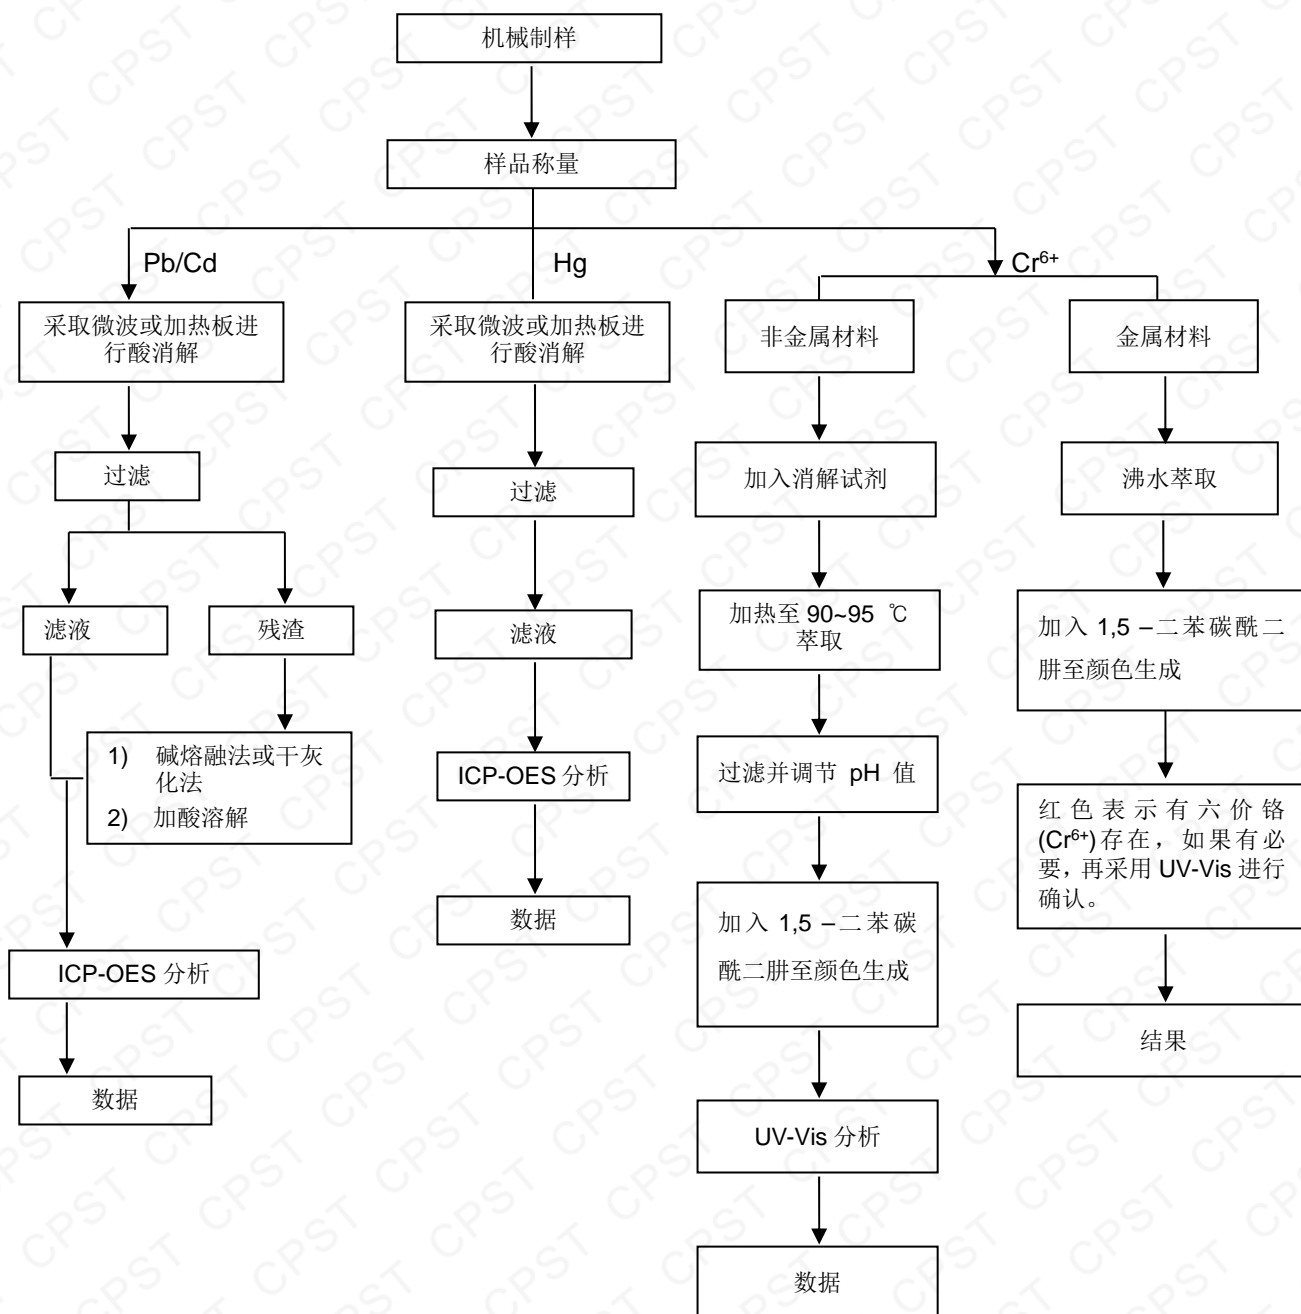 机械制样
样品称量
Pb/Cd
Hg
Cr⁶⁺
采取微波或加热板进
行酸消解
采取微波或加热板进
行酸消解
非金属材料
金属材料
过滤
过滤
加入消解试剂
沸水萃取
滤液
残渣
滤液
加热至 90~95 ℃
萃取
加入 1,5 –二苯碳酰二
肼至颜色生成
1) 碱熔融法或干灰
化法
2) 加酸溶解
ICP-OES 分析
过滤并调节 pH 值
红色表示有六价铬
(Cr⁶⁺)存在，如果有必
要，再采用 UV-Vis 进行
确认。
数据
加入 1,5 –二苯碳
酰二肼至颜色生成
ICP-OES 分析
结果
数据
UV-Vis 分析
数据
CPST